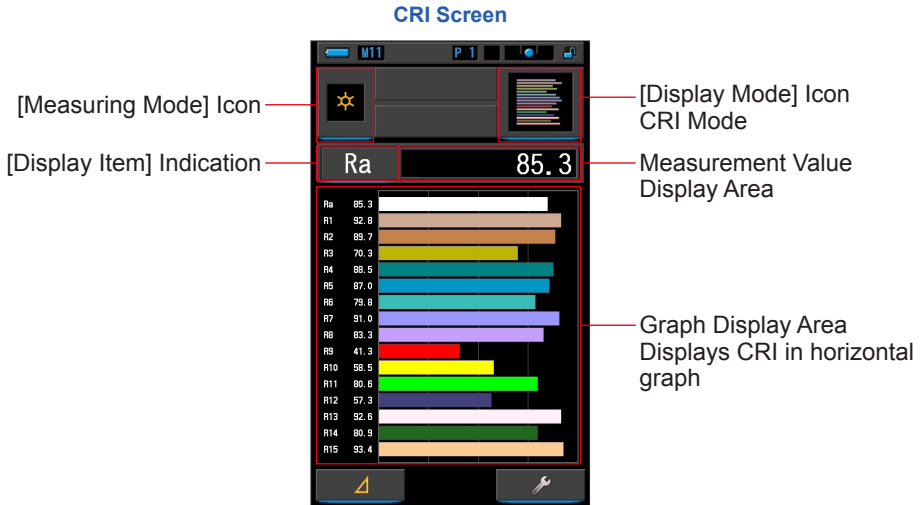 CRI Screen
M11 P 1
[Measuring Mode] Icon
[Display Mode] Icon
CRI Mode
[Display Item] Indication
Ra 85.3
Measurement Value
Display Area
Ra 85.3
R1 92.8
R2 89.7
R3 70.3
R4 88.5
R5 87.0
R6 79.8
R7 91.0
R8 83.3
R9 41.3
R10 58.5
R11 80.6
R12 57.3
R13 92.6
R14 80.9
R15 93.4
Graph Display Area
Displays CRI in horizontal
graph